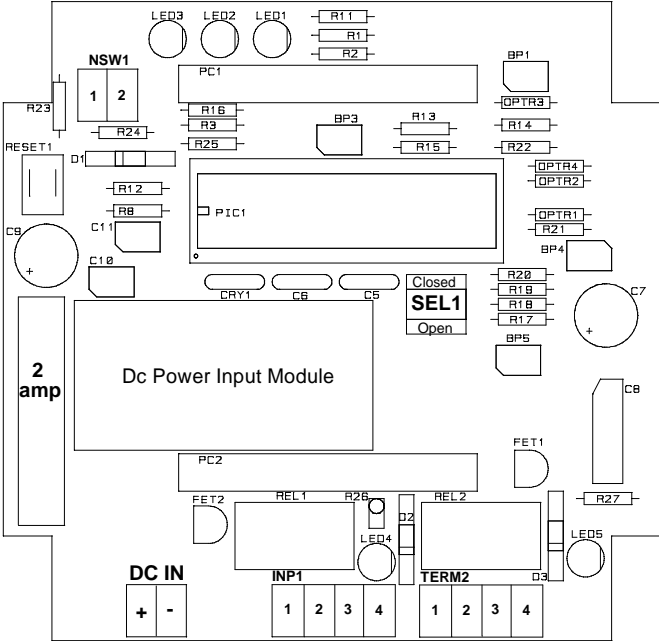 LED3 LED2 LED1 R11
R1
R2
NSW1
1 2
PC1
BP1
R23
OPTR3
R16
R3
R25
BP3
R13
R15
R14
R22
R24
RESET1
D1
R12
R8
OPTR4
OPTR2
PIC1
OPTR1
R21
C9
C11
C10
BP4
+
CRY1 C6 C5
Closed
SEL1
Open
R20
R19
R18
R17
C7
+
BP5
2
amp
Dc Power Input Module
C8
PC2
FET1
FET2
REL1
R26
REL2
R27
D2
LED4
LED5
D3
DC IN
+ -
INP1
1 2 3 4
TERM2
1 2 3 4